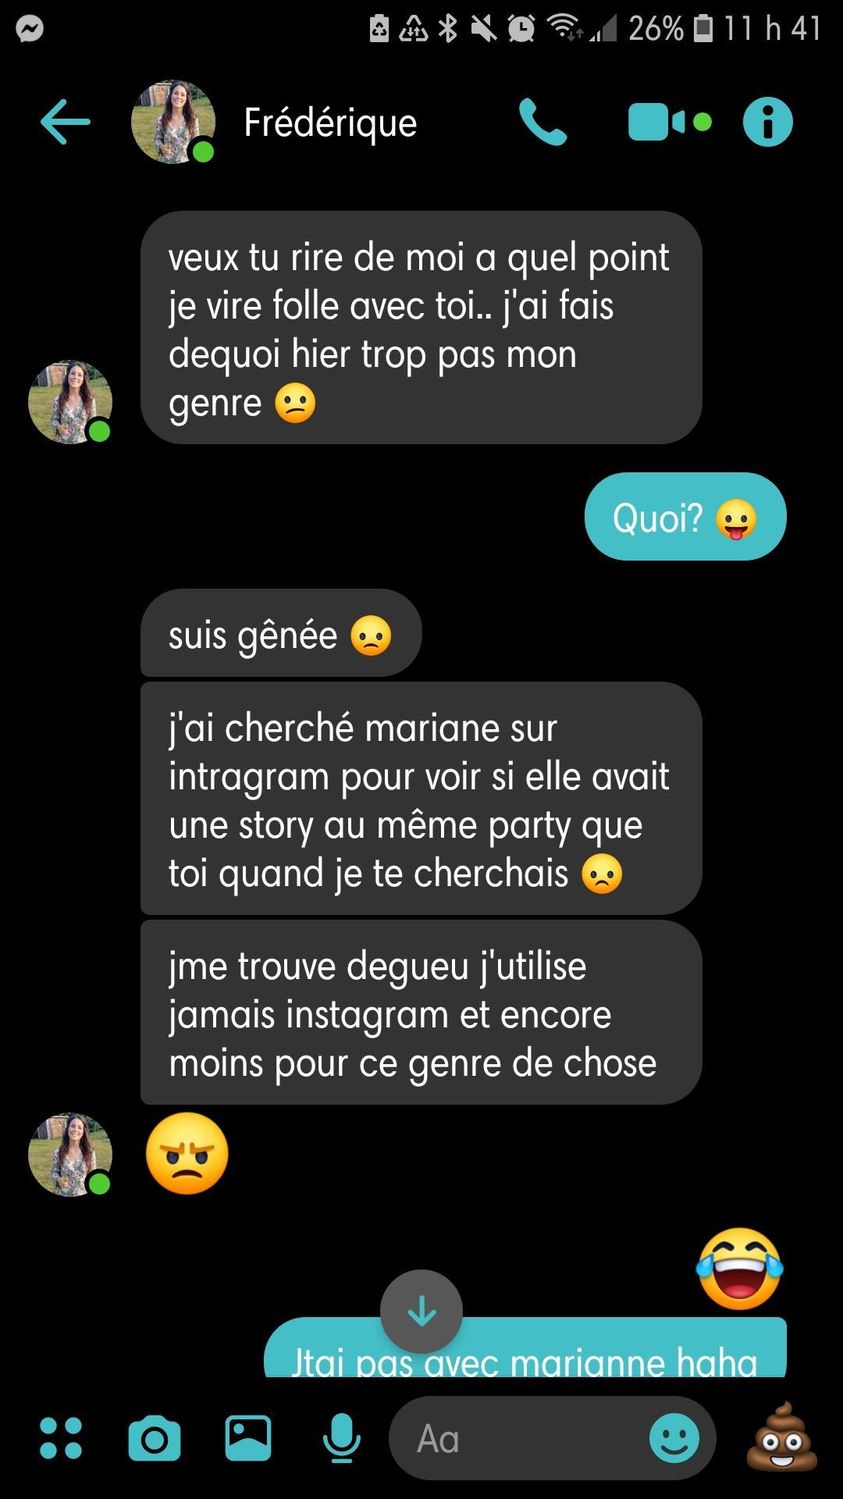 26% 11 h 41
Frédérique
veux tu rire de moi a quel point
je vire folle avec toi.. j'ai fais
dequoi hier trop pas mon
genre 😕
Quoi? 😛
suis gênée 🙁
j'ai cherché mariane sur
intragram pour voir si elle avait
une story au même party que
toi quand je te cherchais 🙁
jme trouve degueu j'utilise
jamais instagram et encore
moins pour ce genre de chose
😠
😂
Jtai pas avec marianne haha
Aa